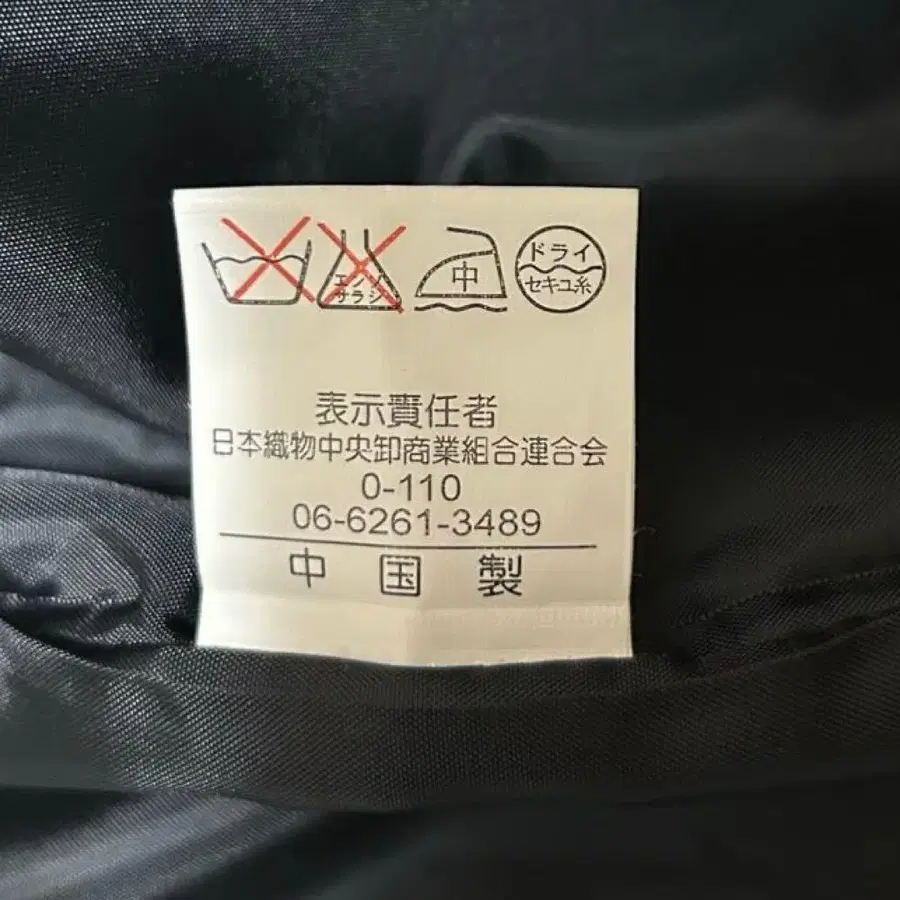 エンソ
サラシ
中
ドライ
セキユ糸
表示責任者
日本織物中央卸商業組合連合会
0-110
06-6261-3489
中国製